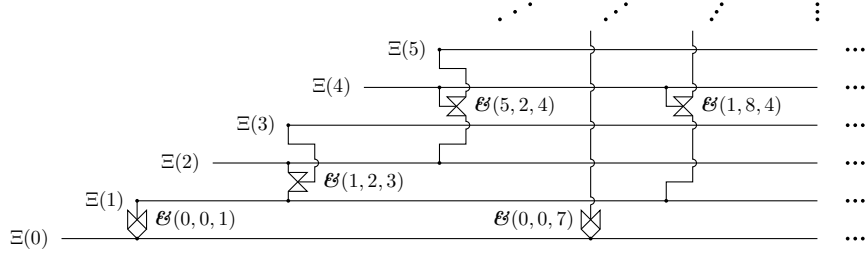 Ξ(5)
Ξ(4)
&(5, 2, 4)
&(1, 8, 4)
Ξ(3)
Ξ(2)
&(1, 2, 3)
Ξ(1)
&(0, 0, 1)
&(0, 0, 7)
Ξ(0)